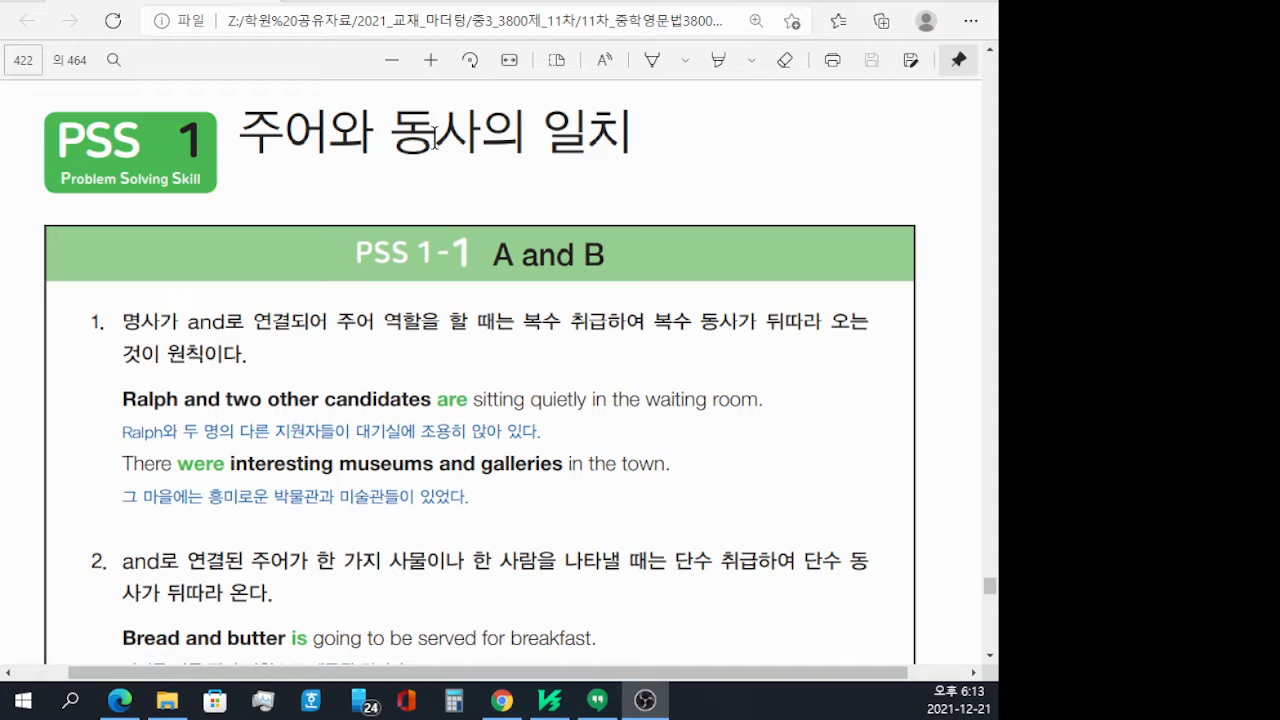 파일 Z:/학원%20공유자료/2021_교재_마더텅/중3_3800제_11차/11차_중학영문법3800...
422 의 464
PSS 1 주어와 동사의 일치
Problem Solving Skill
PSS 1-1 A and B
1. 명사가 and로 연결되어 주어 역할을 할 때는 복수 취급하여 복수 동사가 뒤따라 오는
것이 원칙이다.
Ralph and two other candidates are sitting quietly in the waiting room.
Ralph와 두 명의 다른 지원자들이 대기실에 조용히 앉아 있다.
There were interesting museums and galleries in the town.
그 마을에는 흥미로운 박물관과 미술관들이 있었다.
2. and로 연결된 주어가 한 가지 사물이나 한 사람을 나타낼 때는 단수 취급하여 단수 동
사가 뒤따라 온다.
Bread and butter is going to be served for breakfast.
24
오후 6:13
2021-12-21